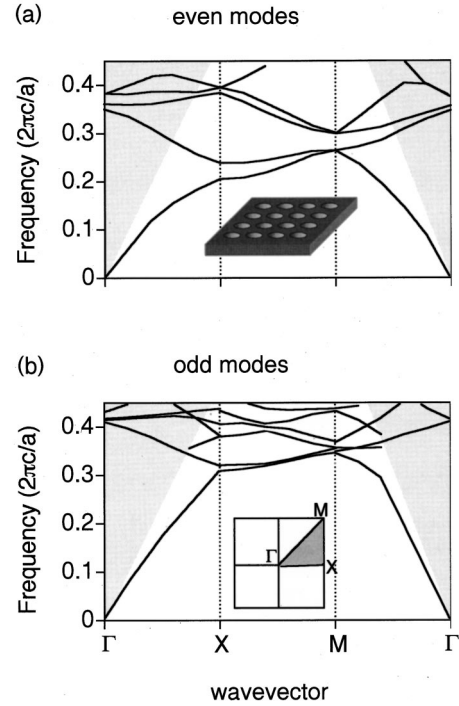 (a)
even modes
Frequency (2πc/a)
0.4
0.3
0.2
0.1
0
(b)
odd modes
Frequency (2πc/a)
0.4
0.3
0.2
0.1
0
M
Γ
X
Γ
X
M
Γ
wavevector